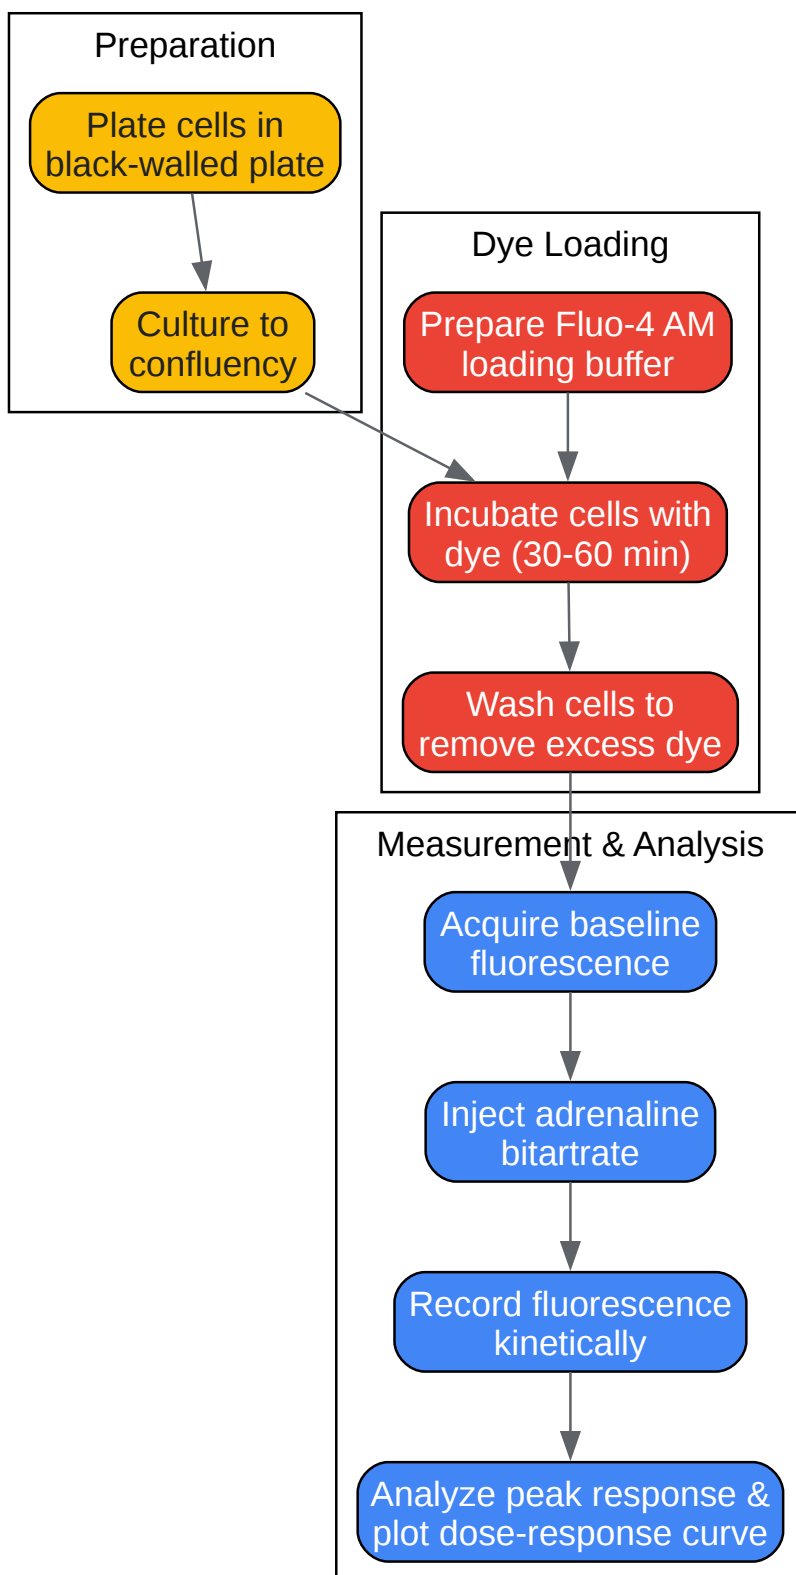 Preparation
Plate cells in
black-walled plate
Culture to
confluency
Dye Loading
Prepare Fluo-4 AM
loading buffer
Incubate cells with
dye (30-60 min)
Wash cells to
remove excess dye
Measurement & Analysis
Acquire baseline
fluorescence
Inject adrenaline
bitartrate
Record fluorescence
kinetically
Analyze peak response &
plot dose-response curve